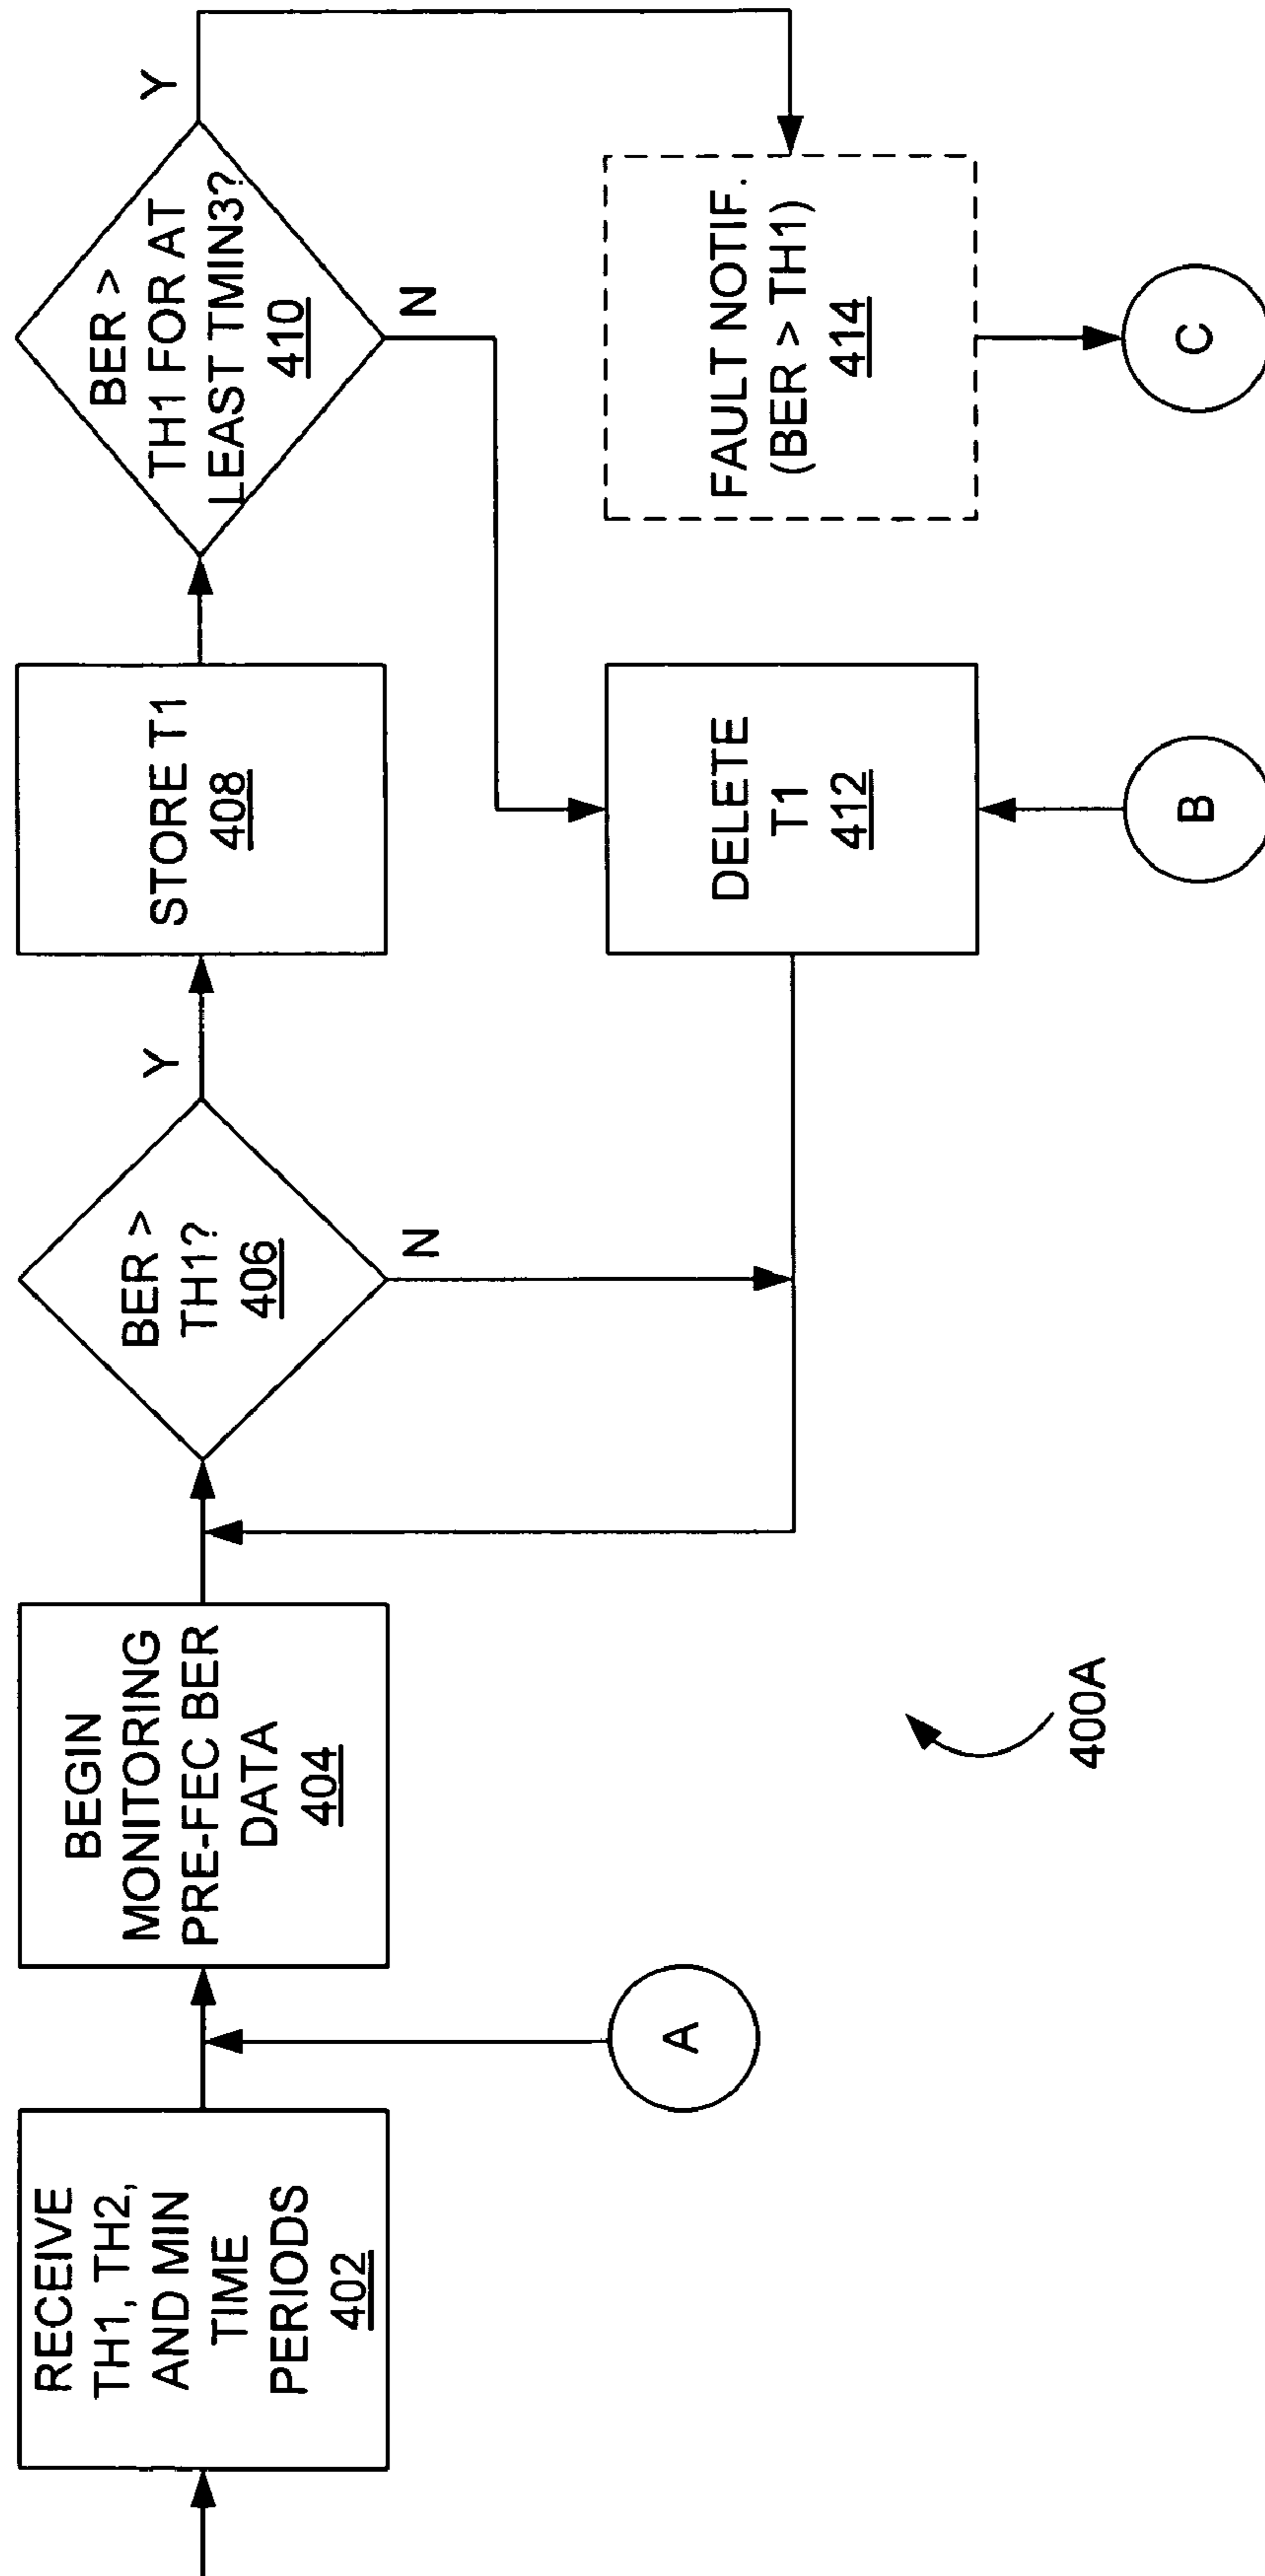 RECEIVE
TH1, TH2,
AND MIN
TIME
PERIODS
402
A
BEGIN
MONITORING
PRE-FEC BER
DATA
404
BER >
TH1?
406
Y
N
STORE T1
408
BER >
TH1 FOR AT
LEAST TMIN3?
410
Y
N
DELETE
T1
412
B
FAULT NOTIF.
(BER > TH1)
414
C
400A